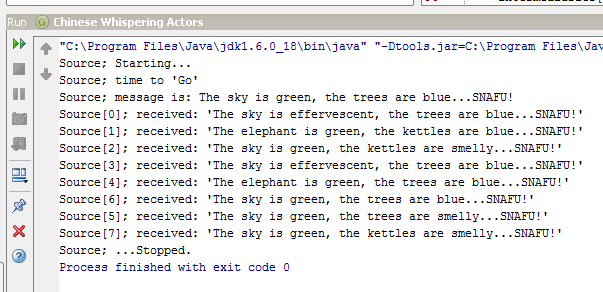 Run Chinese Whispering Actors
"C:\Program Files\Java\jdk1.6.0_18\bin\java" "-Dtools.jar=C:\Program Files\Jav
Source; Starting...
Source; time to 'Go'
Source; message is: The sky is green, the trees are blue...SNAFU!
Source[0]; received: 'The sky is effervescent, the trees are blue...SNAFU!'
Source[1]; received: 'The elephant is green, the kettles are blue...SNAFU!'
Source[2]; received: 'The sky is green, the kettles are smelly...SNAFU!'
Source[3]; received: 'The sky is effervescent, the trees are blue...SNAFU!'
Source[4]; received: 'The elephant is green, the kettles are blue...SNAFU!'
Source[6]; received: 'The sky is green, the trees are blue...SNAFU!'
Source[5]; received: 'The sky is green, the trees are smelly...SNAFU!'
Source[7]; received: 'The sky is green, the kettles are smelly...SNAFU!'
Source; ...Stopped.
Process finished with exit code 0